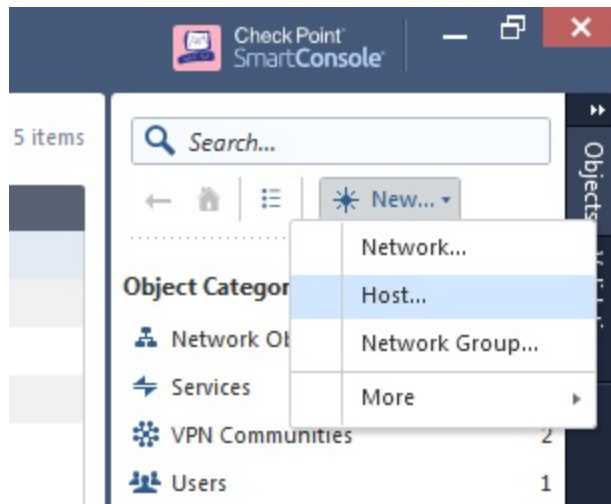 Check Point
SmartConsole
5 items
Search...
New...
Objects
Network...
Object Categor
Host...
Network Ob
Network Group...
Services
More
VPN Communities 2
Users 1